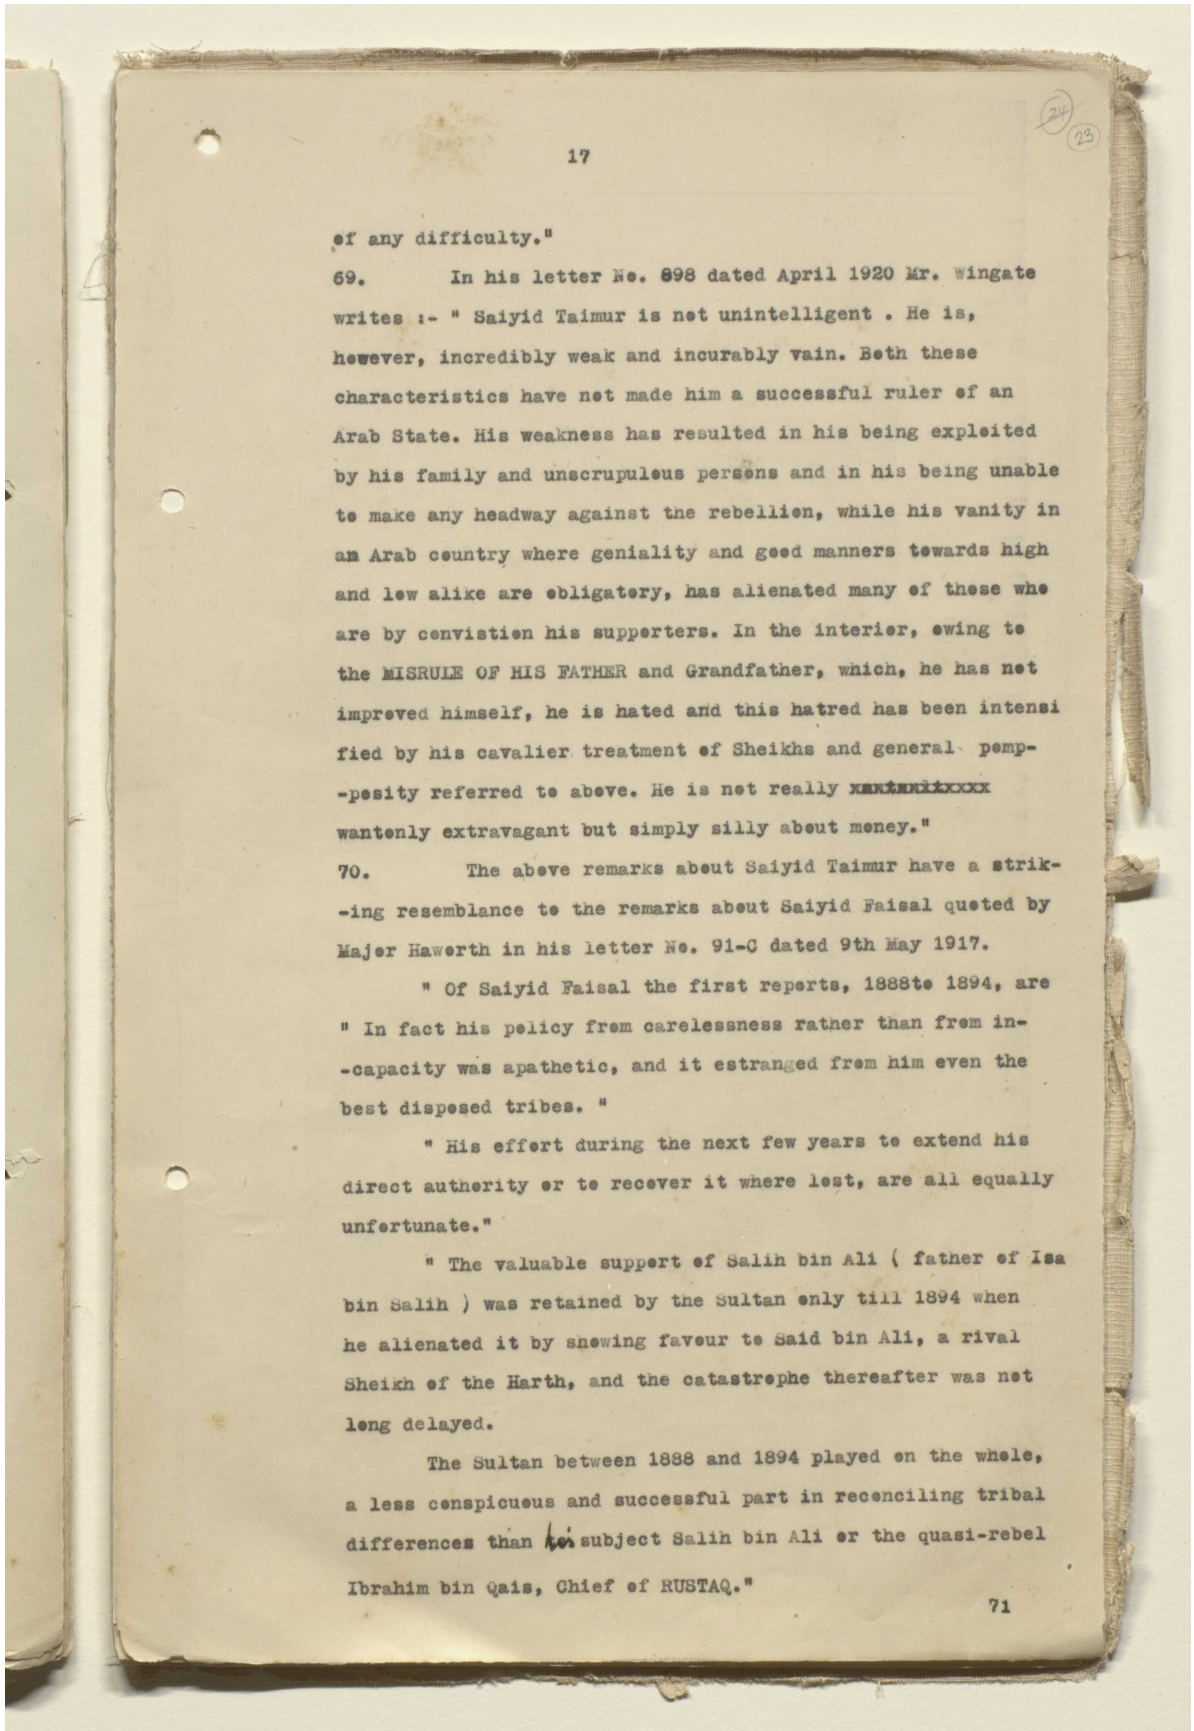 24
23
17
of any difficulty."
69. In his letter No. 898 dated April 1920 Mr. Wingate
writes :- " Saiyid Taimur is not unintelligent . He is,
however, incredibly weak and incurably vain. Both these
characteristics have not made him a successful ruler of an
Arab State. His weakness has resulted in his being exploited
by his family and unscrupulous persons and in his being unable
to make any headway against the rebellion, while his vanity in
an Arab country where geniality and good manners towards high
and low alike are obligatory, has alienated many of those who
are by convistion his supporters. In the interior, owing to
the MISRULE OF HIS FATHER and Grandfather, which, he has not
improved himself, he is hated and this hatred has been intensi
fied by his cavalier treatment of Sheikhs and general pomp-
-posity referred to above. He is not really
wantonly extravagant but simply silly about money."
70. The above remarks about Saiyid Taimur have a strik-
-ing resemblance to the remarks about Saiyid Faisal quoted by
Major Haworth in his letter No. 91-C dated 9th May 1917.
" Of Saiyid Faisal the first reports, 1888to 1894, are
" In fact his policy from carelessness rather than from in-
-capacity was apathetic, and it estranged from him even the
best disposed tribes. "
" His effort during the next few years to extend his
direct authority or to recover it where lost, are all equally
unfortunate."
" The valuable support of Salih bin Ali ( father of Isa
bin Salih ) was retained by the Sultan only till 1894 when
he alienated it by showing favour to Said bin Ali, a rival
Sheikh of the Harth, and the catastrophe thereafter was not
long delayed.
The Sultan between 1888 and 1894 played on the whole,
a less conspicuous and successful part in reconciling tribal
differences than his subject Salih bin Ali or the quasi-rebel
Ibrahim bin Qais, Chief of RUSTAQ."
71